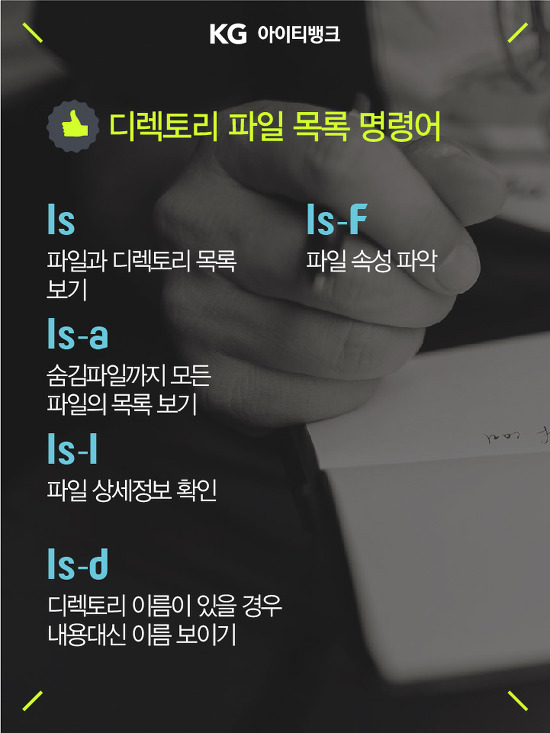 KG 아이티뱅크
디렉토리 파일 목록 명령어
ls
파일과 디렉토리 목록
보기
ls-a
숨김파일까지 모든
파일의 목록 보기
ls-l
파일 상세정보 확인
ls-d
디렉토리 이름이 있을 경우
내용대신 이름 보이기
ls-F
파일 속성 파악